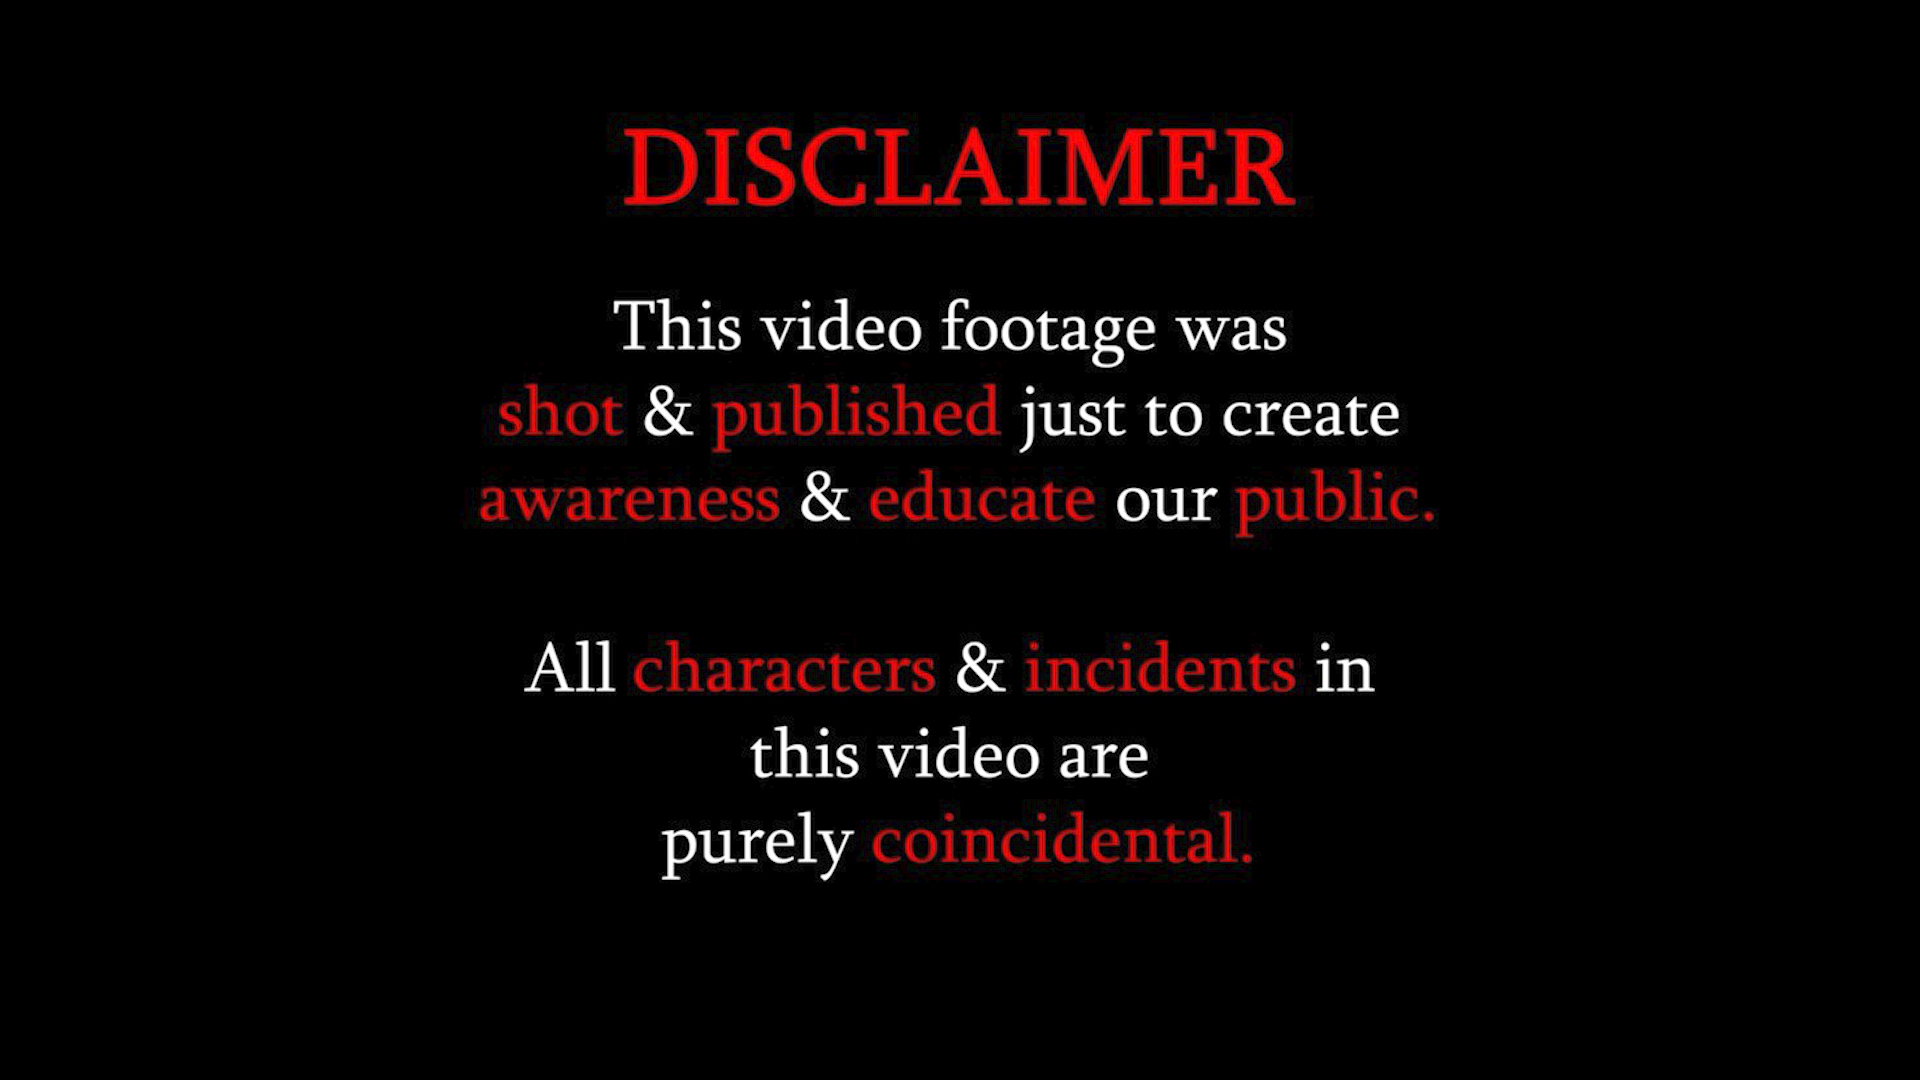 DISCLAIMER
This video footage was
shot & published just to create
awareness & educate our public.
All characters & incidents in
this video are
purely coincidental.